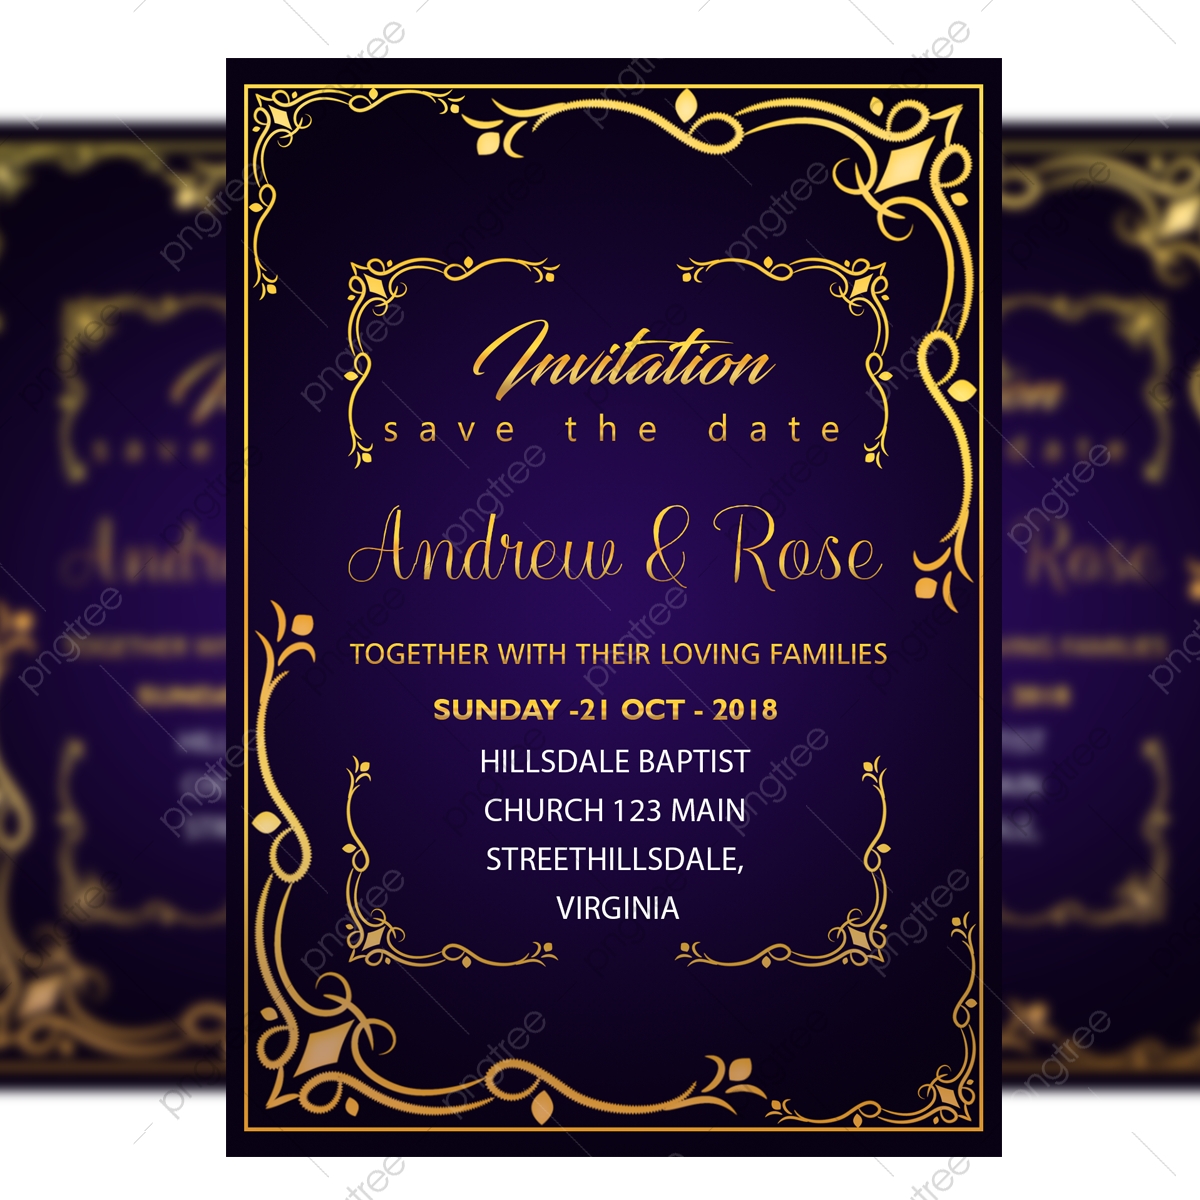 Invitation
save the date
Andrew & Rose
TOGETHER WITH THEIR LOVING FAMILIES
SUNDAY -21 OCT - 2018
HILLSDALE BAPTIST
CHURCH 123 MAIN
STREETHILLSDALE,
VIRGINIA
pngtree